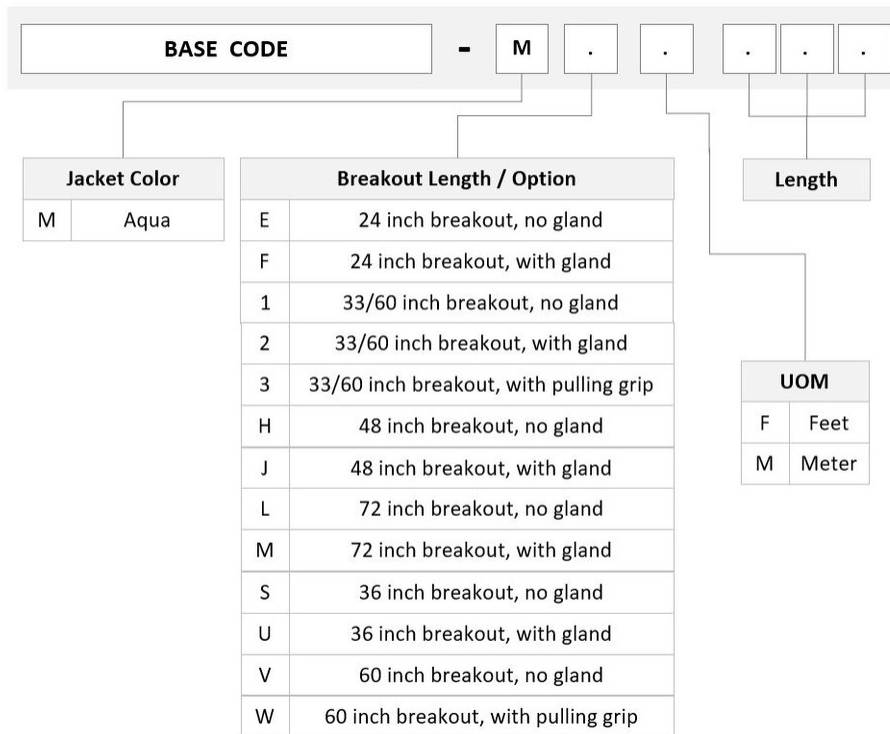 BASE CODE - M . . . . .
Jacket Color
M Aqua
Breakout Length / Option
E 24 inch breakout, no gland
F 24 inch breakout, with gland
1 33/60 inch breakout, no gland
2 33/60 inch breakout, with gland
3 33/60 inch breakout, with pulling grip
H 48 inch breakout, no gland
J 48 inch breakout, with gland
L 72 inch breakout, no gland
M 72 inch breakout, with gland
S 36 inch breakout, no gland
U 36 inch breakout, with gland
V 60 inch breakout, no gland
W 60 inch breakout, with pulling grip
Length
UOM
F Feet
M Meter